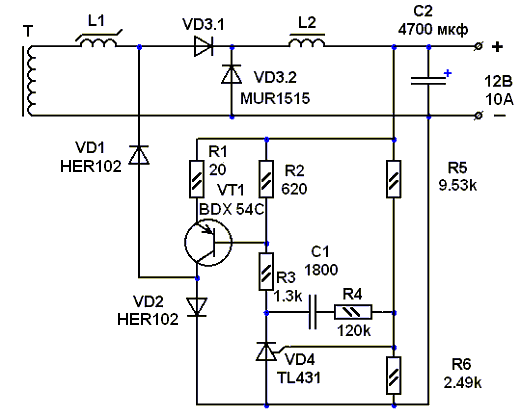 T
L1
VD3.1
L2
C2
4700 мкф
+
+
VD3.2
MUR1515
12В
10А
−
VD1
HER102
R1
20
R2
620
R5
9.53k
VT1
BDX 54C
C1
1800
R3
1.3k
R4
120k
VD2
HER102
VD4
TL431
R6
2.49k